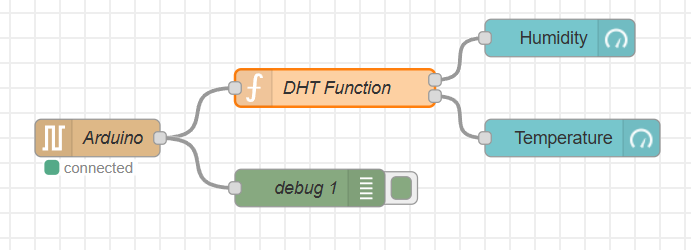 Humidity
DHT Function
Arduino
Temperature
connected
debug 1